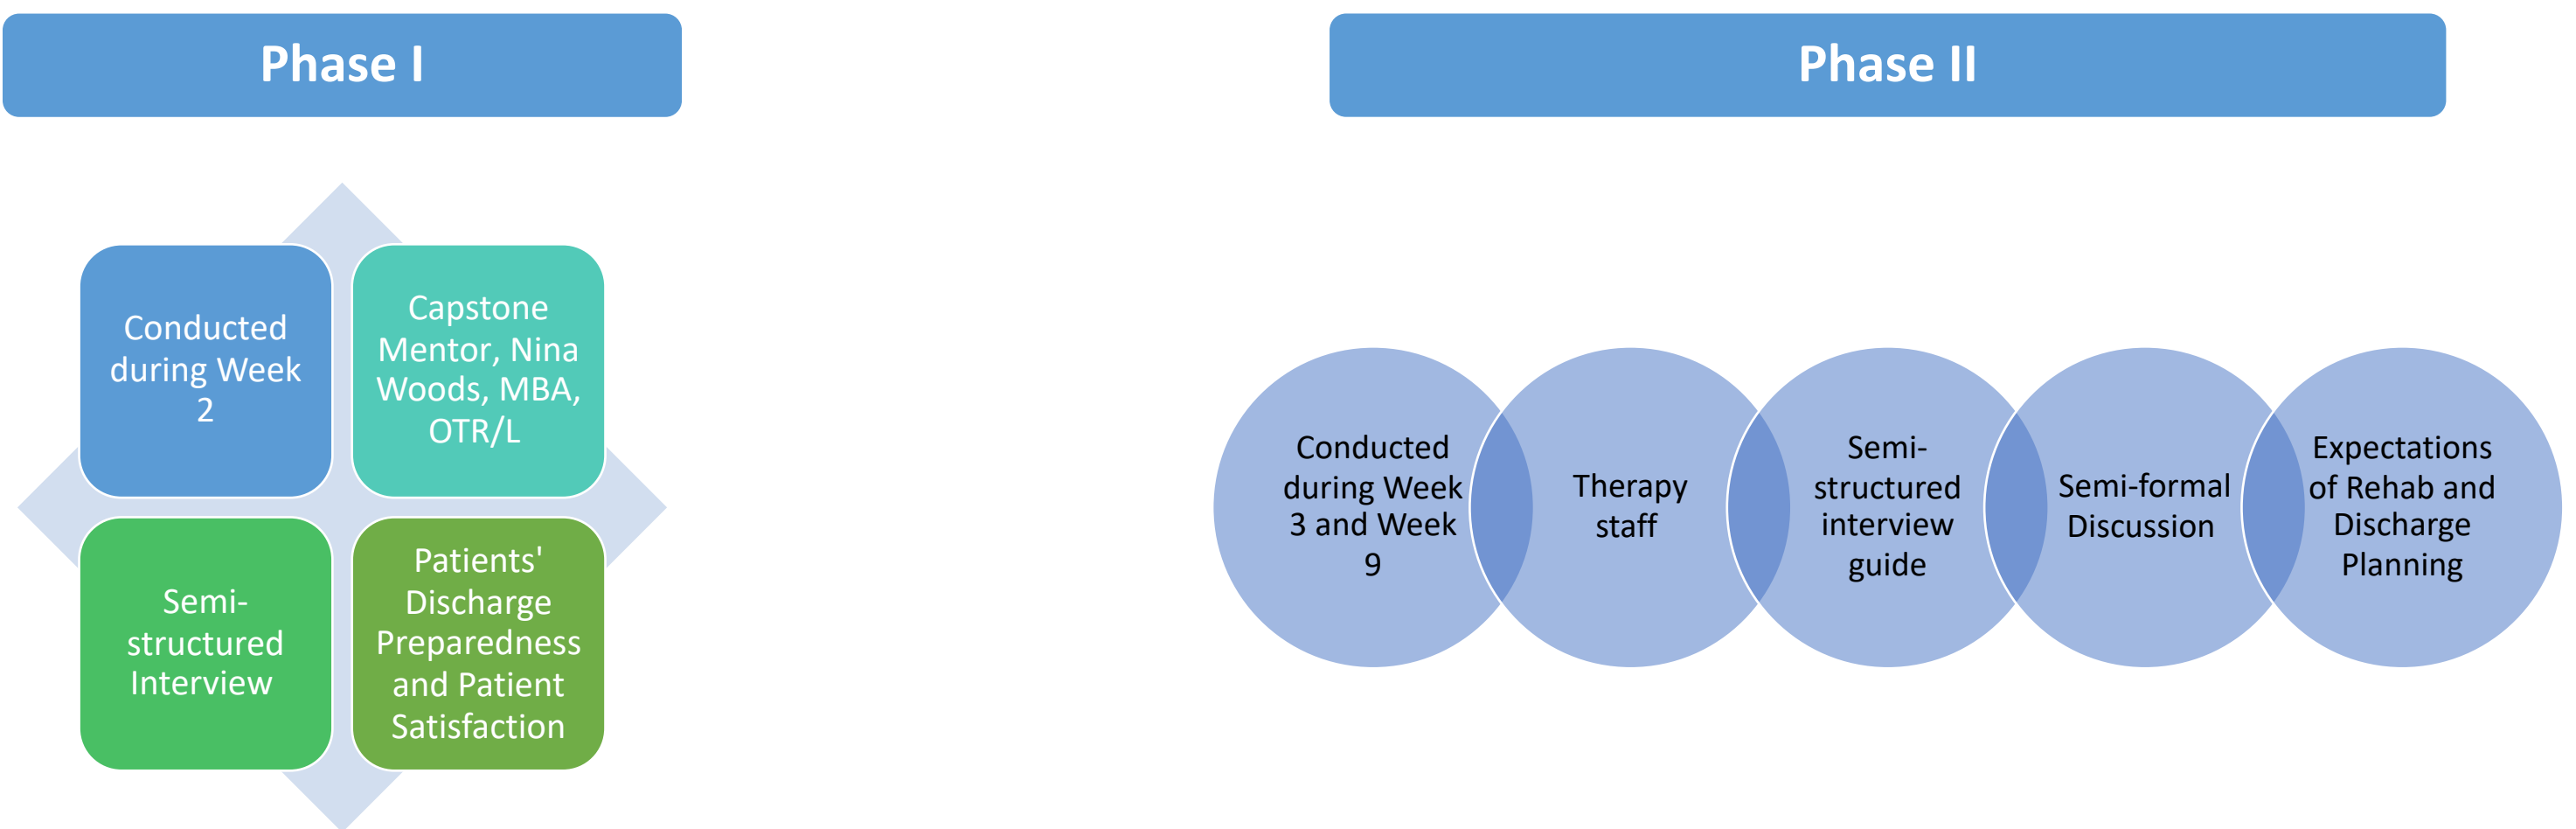 Phase I
Conducted
during Week
2
Capstone
Mentor, Nina
Woods, MBA,
OTR/L
Semi-
structured
Interview
Patients'
Discharge
Preparedness
and Patient
Satisfaction
Phase II
Conducted
during Week
3 and Week
9
Therapy
staff
Semi-
structured
interview
guide
Semi-formal
Discussion
Expectations
of Rehab and
Discharge
Planning